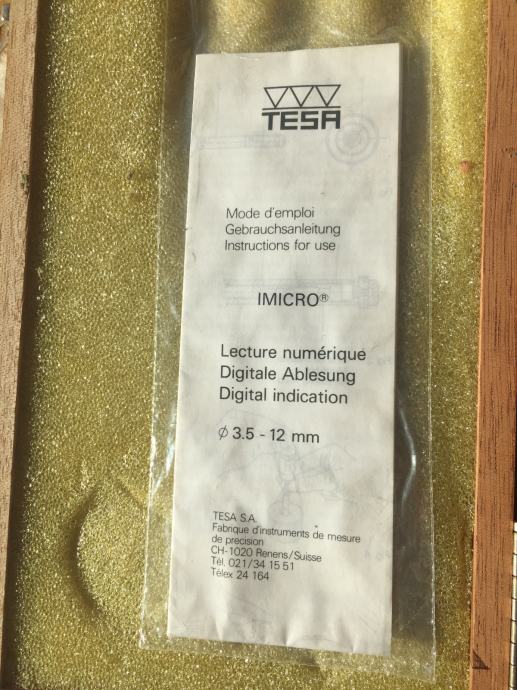 TESA
Mode d'emploi
Gebrauchsanleitung
Instructions for use
IMICRO®
Lecture numérique
Digitale Ablesung
Digital indication
ϕ 3.5 - 12 mm
TESA S.A.
Fabrique d'instruments de mesure
de precision
CH-1020 Renens/Suisse
Tél. 021/34 15 51
Télex 24 164